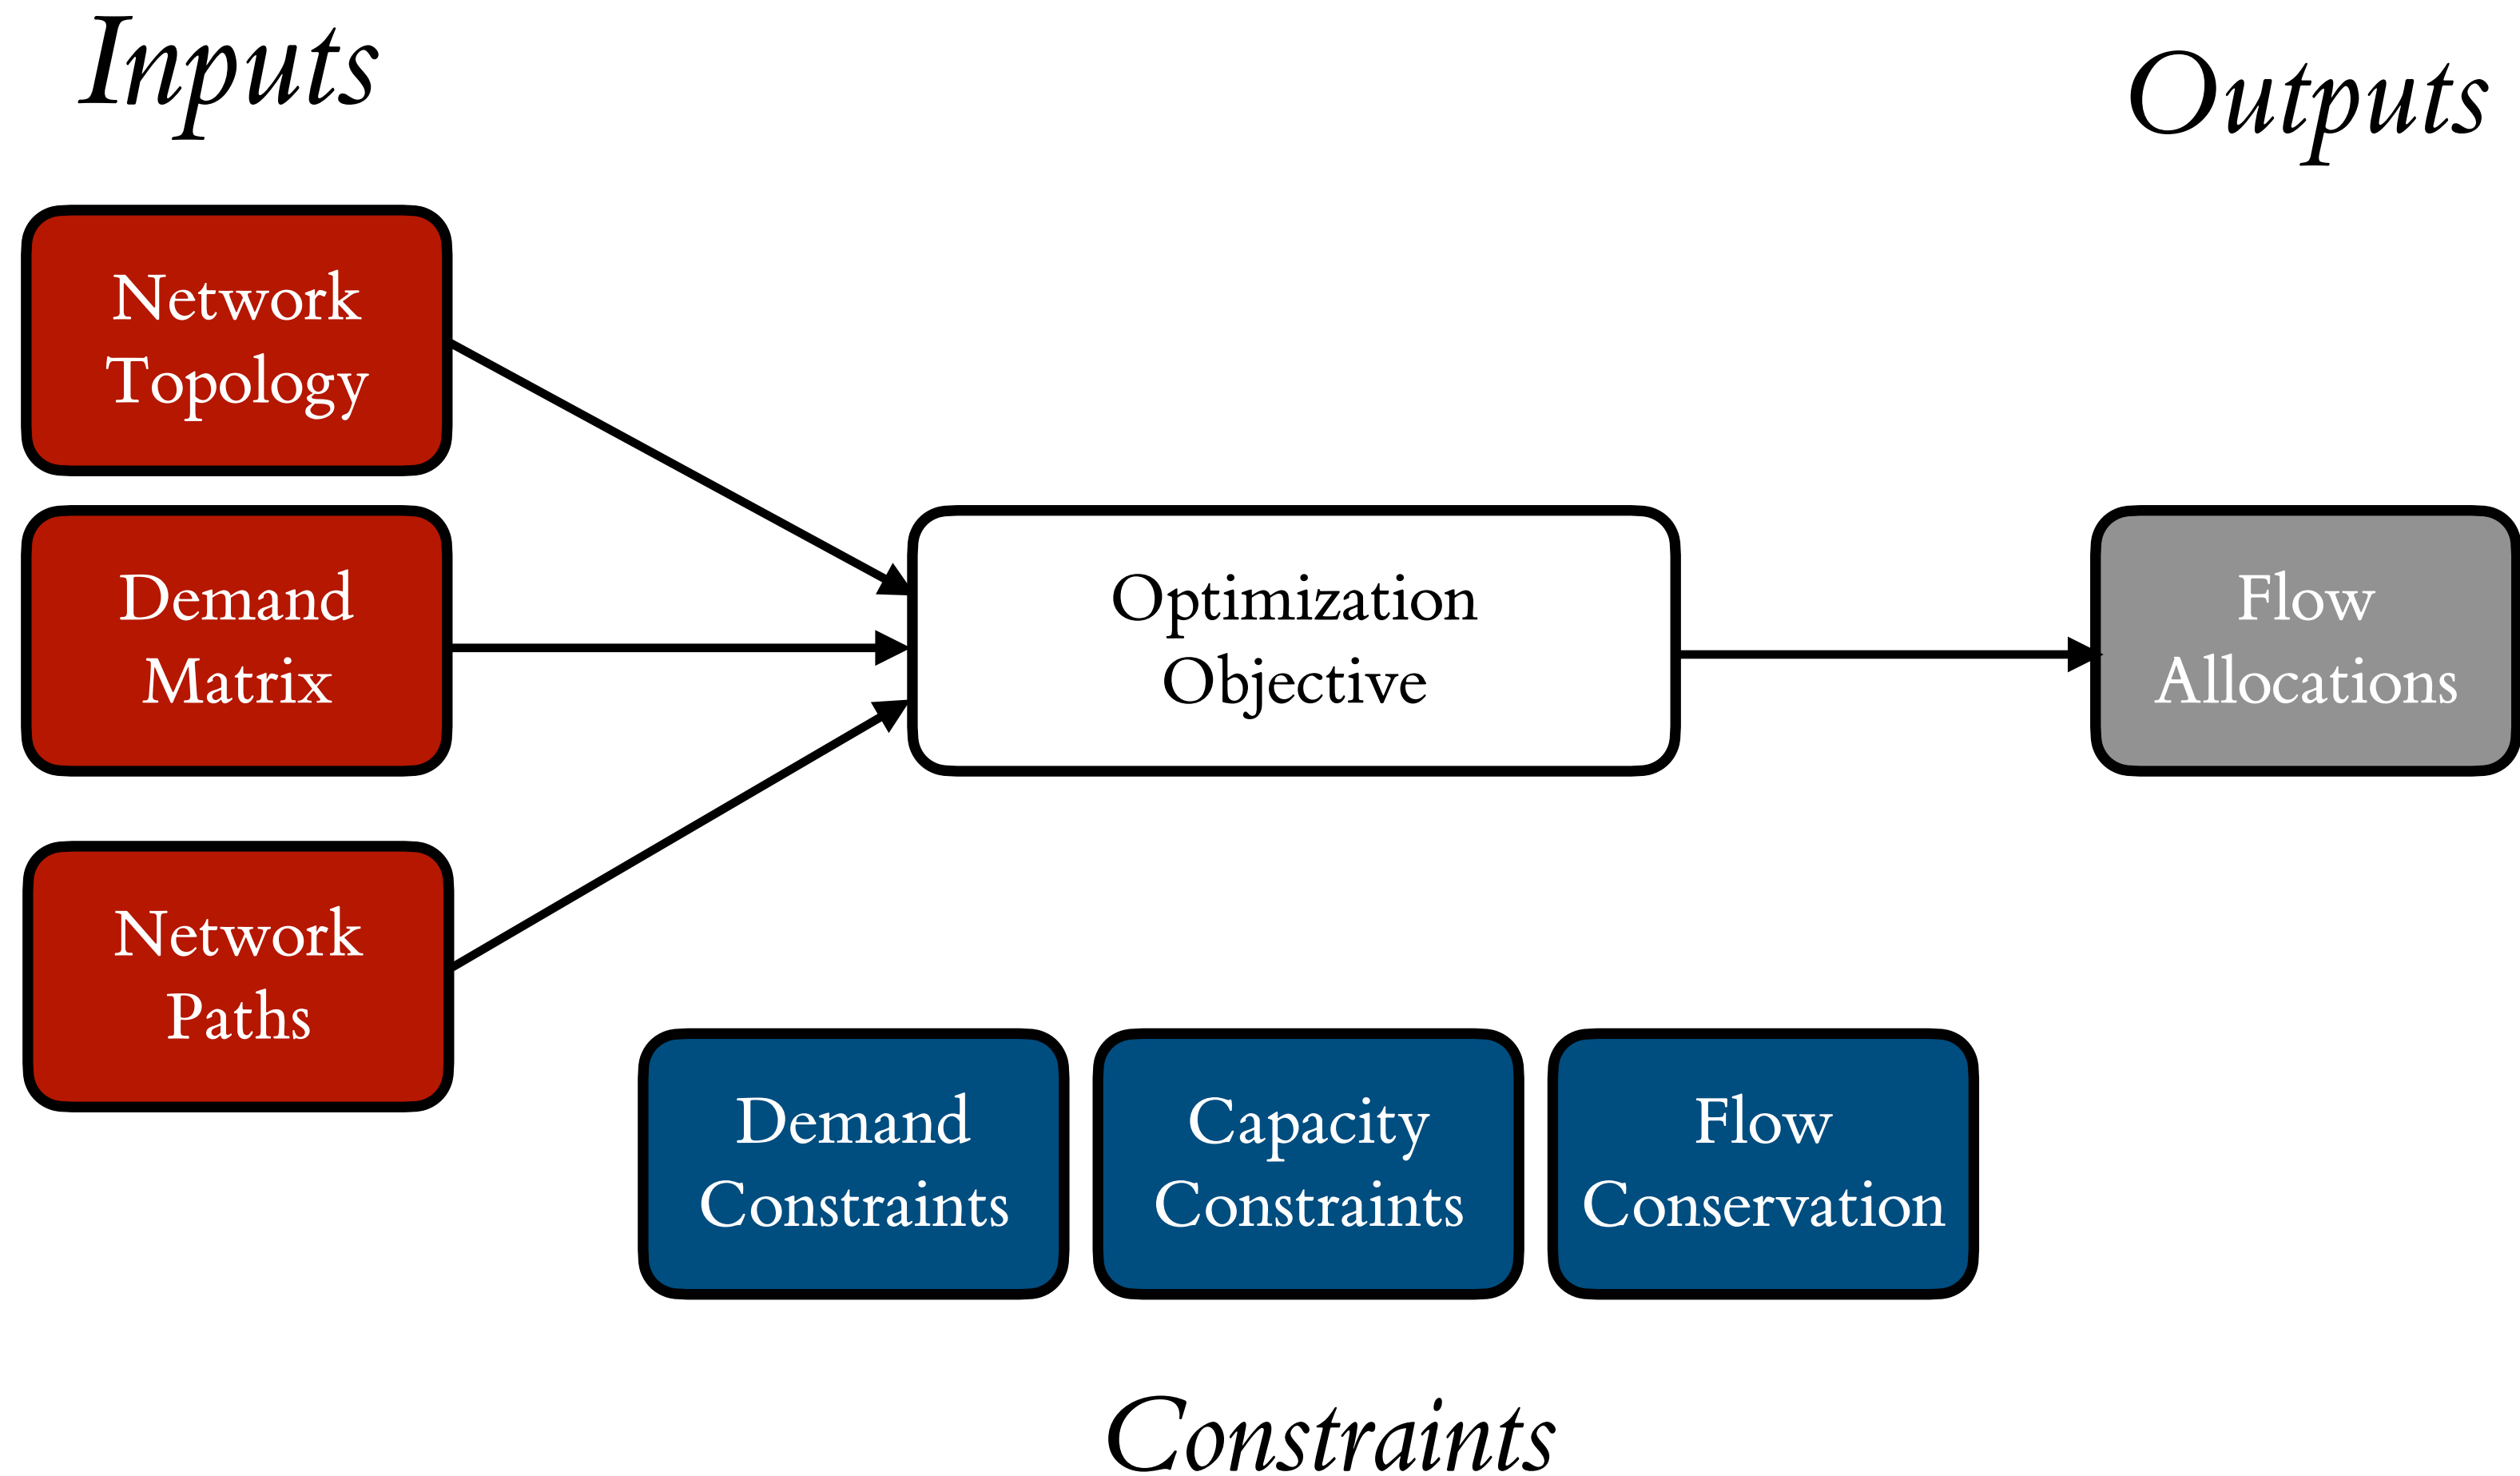 Inputs
Outputs
Network
Topology
Demand
Matrix
Network
Paths
Optimization
Objective
Flow
Allocations
Demand
Constraints
Capacity
Constraints
Flow
Conservation
Constraints